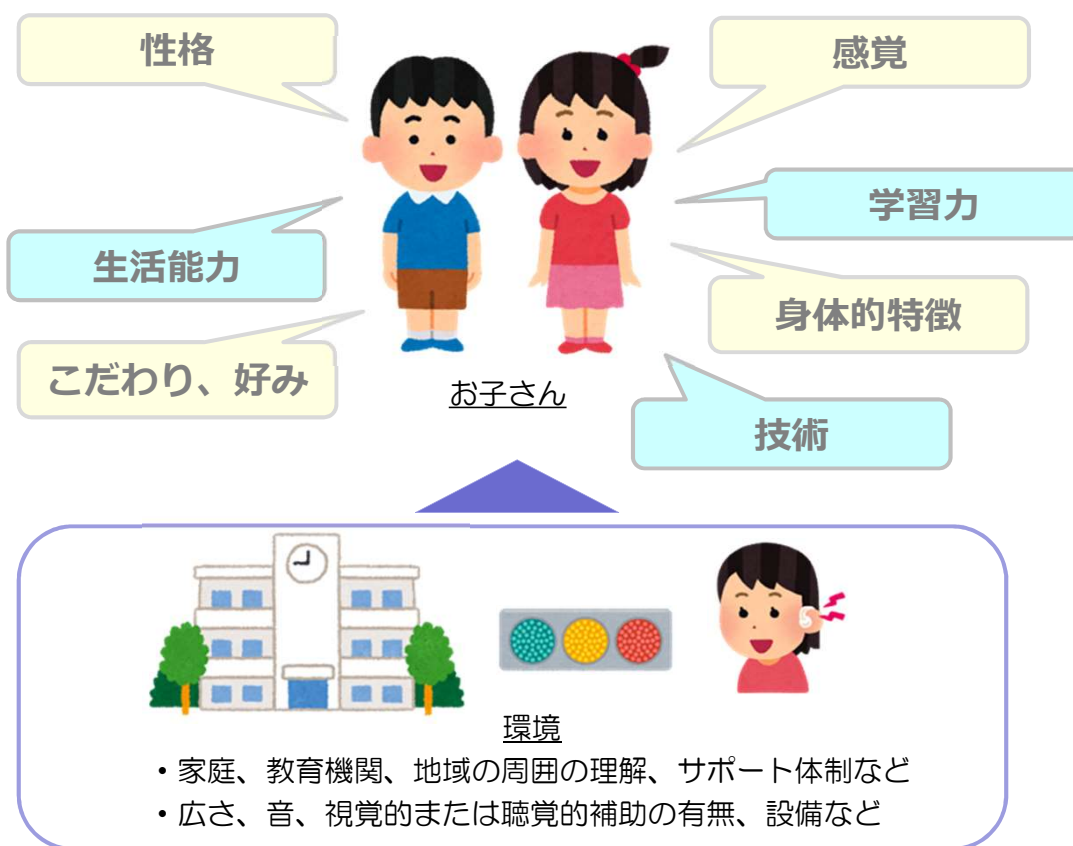 性格
感覚
学習力
生活能力
身体的特徴
こだわり、好み
お子さん
技術
環境
・家庭、教育機関、地域の周囲の理解、サポート体制など
・広さ、音、視覚的または聴覚的補助の有無、設備など